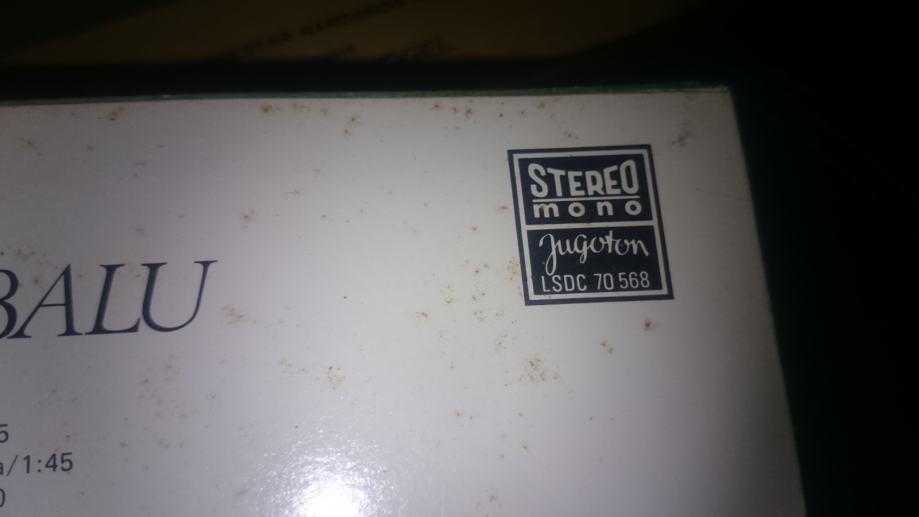 STEREO
mono
Jugoton
LSDC 70 568
BALU
5
a/1:45
0